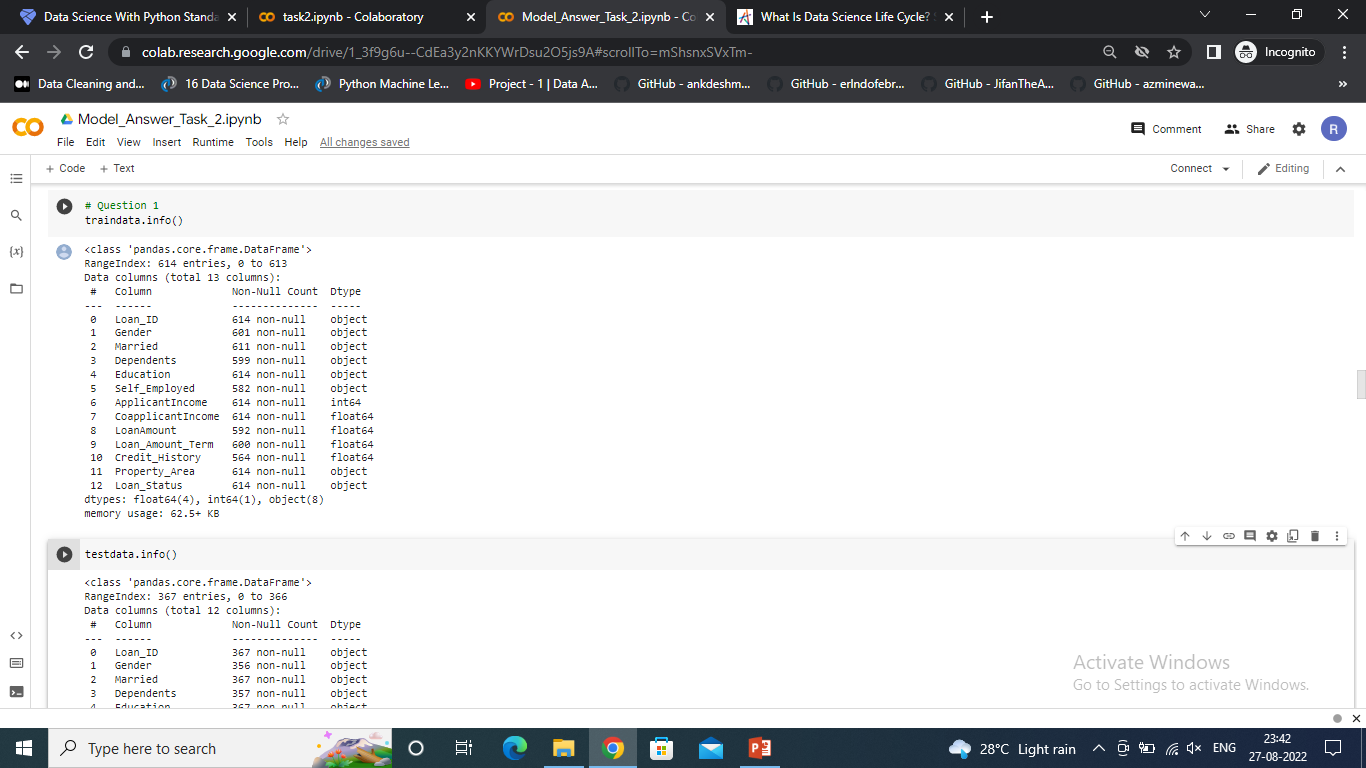 Data Science With Python Standa
task2.ipynb - Colaboratory
Model_Answer_Task_2.ipynb - Co
What Is Data Science Life Cycle? S
colab.research.google.com/drive/1_3f9g6u--CdEa3y2nKKYWrDsu2O5js9A#scrollTo=mShsnxSVxTm-
Incognito
Data Cleaning and...
16 Data Science Pro...
Python Machine Le...
Project - 1 | Data A...
GitHub - ankdeshm...
GitHub - erIndofebr...
GitHub - JifanTheA...
GitHub - azminewa...
»
CO
Model_Answer_Task_2.ipynb
Comment
Share
R
File Edit View Insert Runtime Tools Help All changes saved
+ Code + Text
Connect
Editing
{x}
# Question 1
traindata.info()
<class 'pandas.core.frame.DataFrame'>
RangeIndex: 614 entries, 0 to 613
Data columns (total 13 columns):
# Column Non-Null Count Dtype
--- ------ -------------- -----
0 Loan_ID 614 non-null object
1 Gender 601 non-null object
2 Married 611 non-null object
3 Dependents 599 non-null object
4 Education 614 non-null object
5 Self_Employed 582 non-null object
6 ApplicantIncome 614 non-null int64
7 CoapplicantIncome 614 non-null float64
8 LoanAmount 592 non-null float64
9 Loan_Amount_Term 600 non-null float64
10 Credit_History 564 non-null float64
11 Property_Area 614 non-null object
12 Loan_Status 614 non-null object
dtypes: float64(4), int64(1), object(8)
memory usage: 62.5+ KB
testdata.info()
<class 'pandas.core.frame.DataFrame'>
RangeIndex: 367 entries, 0 to 366
Data columns (total 12 columns):
# Column Non-Null Count Dtype
--- ------ -------------- -----
0 Loan_ID 367 non-null object
1 Gender 356 non-null object
2 Married 367 non-null object
3 Dependents 357 non-null object
4 Education 367 non-null object
Activate Windows
Go to Settings to activate Windows.
Type here to search
28°C Light rain
ENG
23:42
27-08-2022